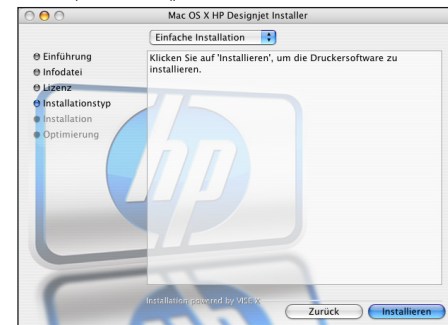 Mac OS X HP Designjet Installer
Einfache Installation
Einführung
Infodatei
Lizenz
Installationstyp
Installation
Optimierung
Klicken Sie auf 'Installieren', um die Druckersoftware zu
installieren.
hp
Installation powered by VISE X
Zurück
Installieren